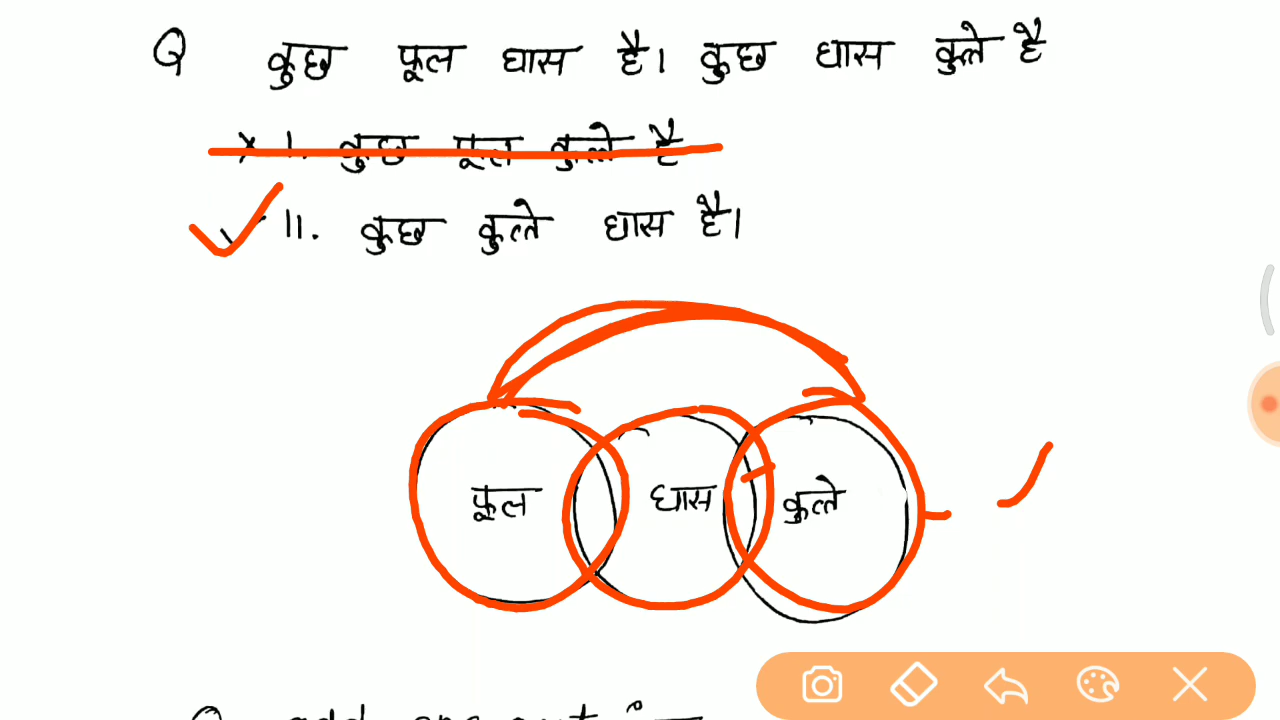 Q कुछ फूल घास है। कुछ घास कुत्ते है
× I. कुछ फूल कुत्ते है
✓ II. कुछ कुत्ते घास है।
फूल घास कुत्ते